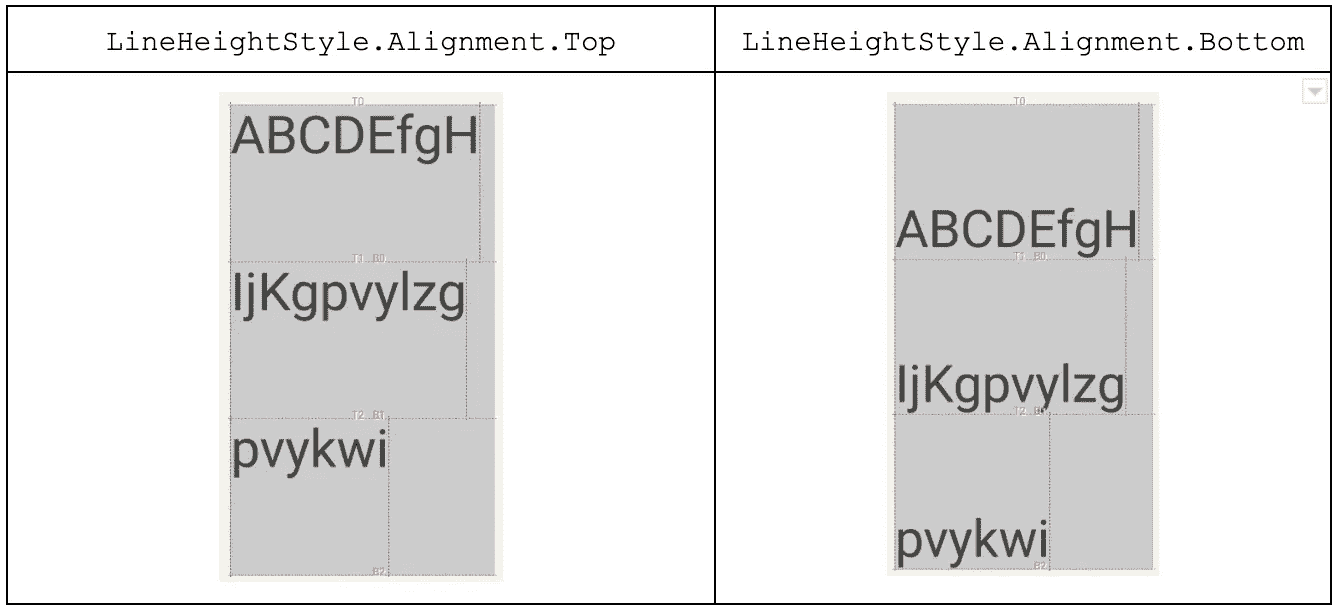 LineHeightStyle.Alignment.Top
LineHeightStyle.Alignment.Bottom
T0
ABCDEfgH
T1 B0
IjKgpvylzg
T2 B1
pvykwi
B2
T0
ABCDEfgH
T1 B0
IjKgpvylzg
T2
pvykwi
B2